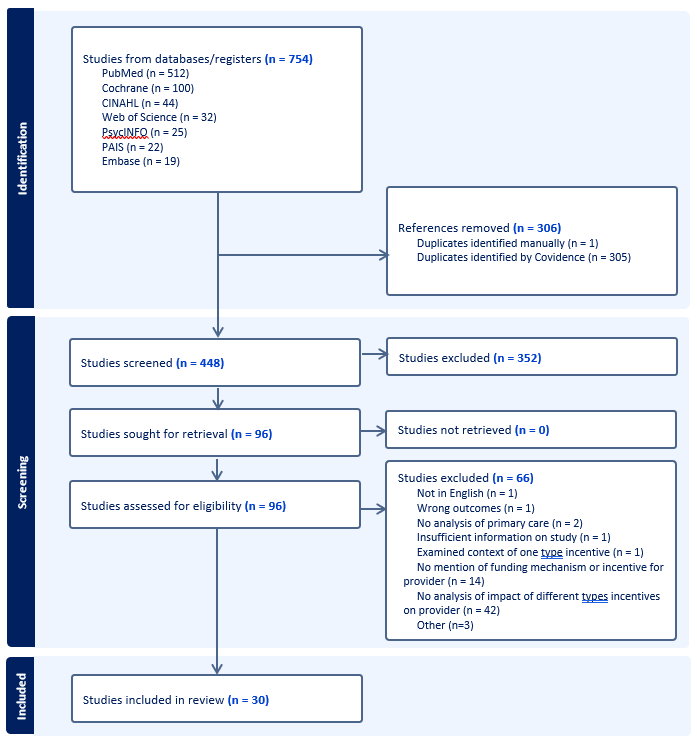 Identification
Studies from databases/registers (n = 754)
PubMed (n = 512)
Cochrane (n = 100)
CINAHL (n = 44)
Web of Science (n = 32)
PsycINFO (n = 25)
PAIS (n = 22)
Embase (n = 19)
References removed (n = 306)
Duplicates identified manually (n = 1)
Duplicates identified by Covidence (n = 305)
Screening
Studies screened (n = 448)
Studies excluded (n = 352)
Studies sought for retrieval (n = 96)
Studies not retrieved (n = 0)
Studies assessed for eligibility (n = 96)
Studies excluded (n = 66)
Not in English (n = 1)
Wrong outcomes (n = 1)
No analysis of primary care (n = 2)
Insufficient information on study (n = 1)
Examined context of one type incentive (n = 1)
No mention of funding mechanism or incentive for
provider (n = 14)
No analysis of impact of different types incentives
on provider (n = 42)
Other (n=3)
Included
Studies included in review (n = 30)